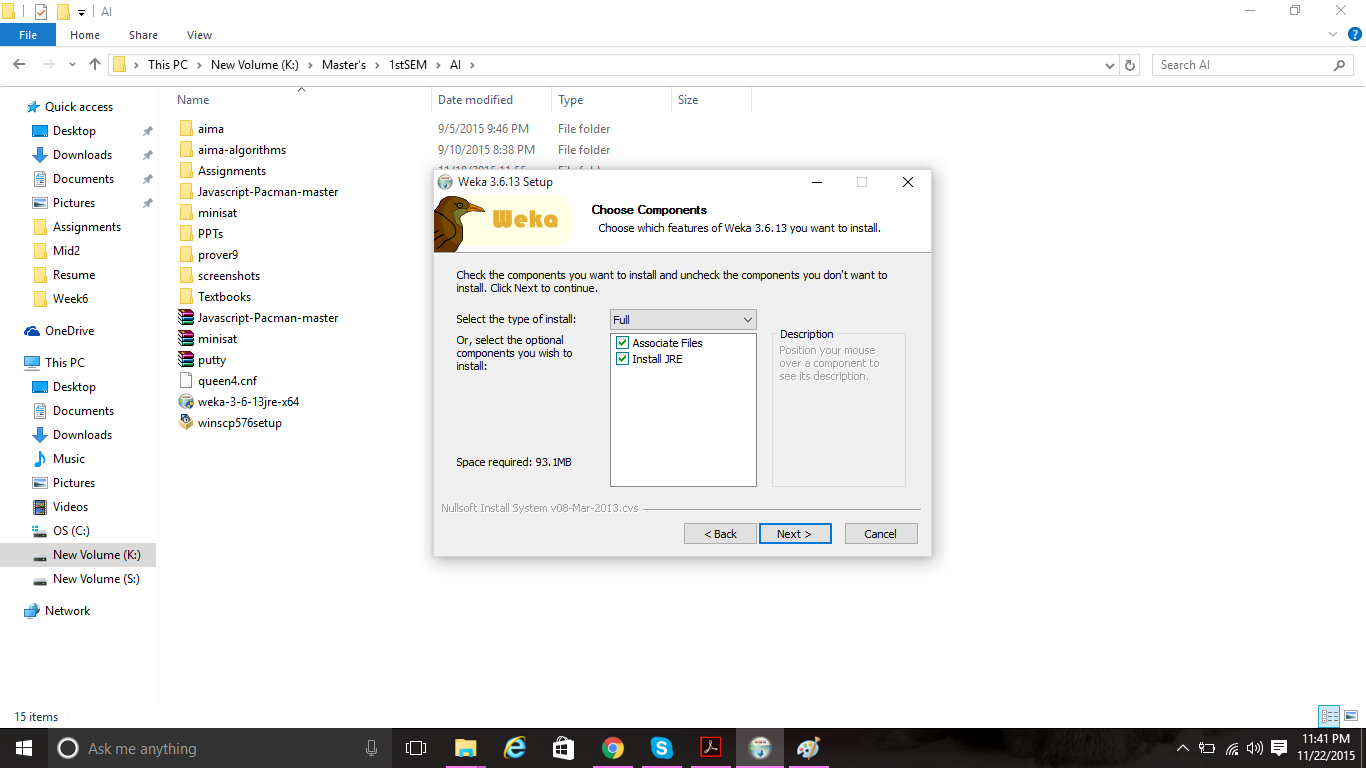 AI
File Home Share View
This PC New Volume (K:) Master's 1stSEM AI
Search AI
Name Date modified Type Size
Quick access
Desktop
Downloads
Documents
Pictures
Assignments
Mid2
Resume
Week6
OneDrive
This PC
Desktop
Documents
Downloads
Music
Pictures
Videos
OS (C:)
New Volume (K:)
New Volume (S:)
Network
aima 9/5/2015 9:46 PM File folder
aima-algorithms 9/10/2015 8:38 PM File folder
Assignments
Javascript-Pacman-master
minisat
PPTs
prover9
screenshots
Textbooks
Javascript-Pacman-master
minisat
putty
queen4.cnf
weka-3-6-13jre-x64
winscp576setup
Weka 3.6.13 Setup
Weka
Choose Components
Choose which features of Weka 3.6.13 you want to install.
Check the components you want to install and uncheck the components you don't want to
install. Click Next to continue.
Select the type of install:
Full
Or, select the optional
components you wish to
install:
Associate Files
Install JRE
Description
Position your mouse
over a component to
see its description.
Space required: 93.1MB
Nullsoft Install System v08-Mar-2013.cvs
< Back Next > Cancel
15 items
Ask me anything
11:41 PM
11/22/2015